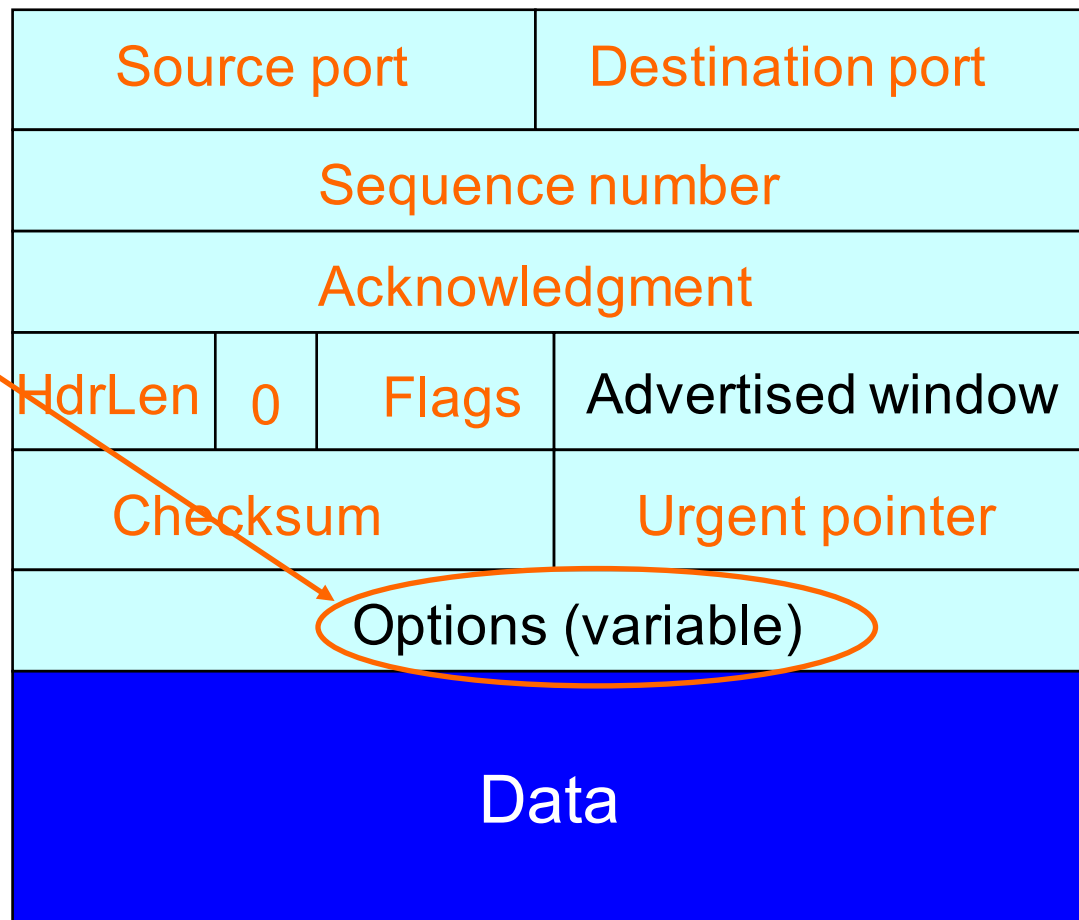 Source port Destination port
Sequence number
Acknowledgment
HdrLen 0 Flags Advertised window
Checksum Urgent pointer
Options (variable)
Data